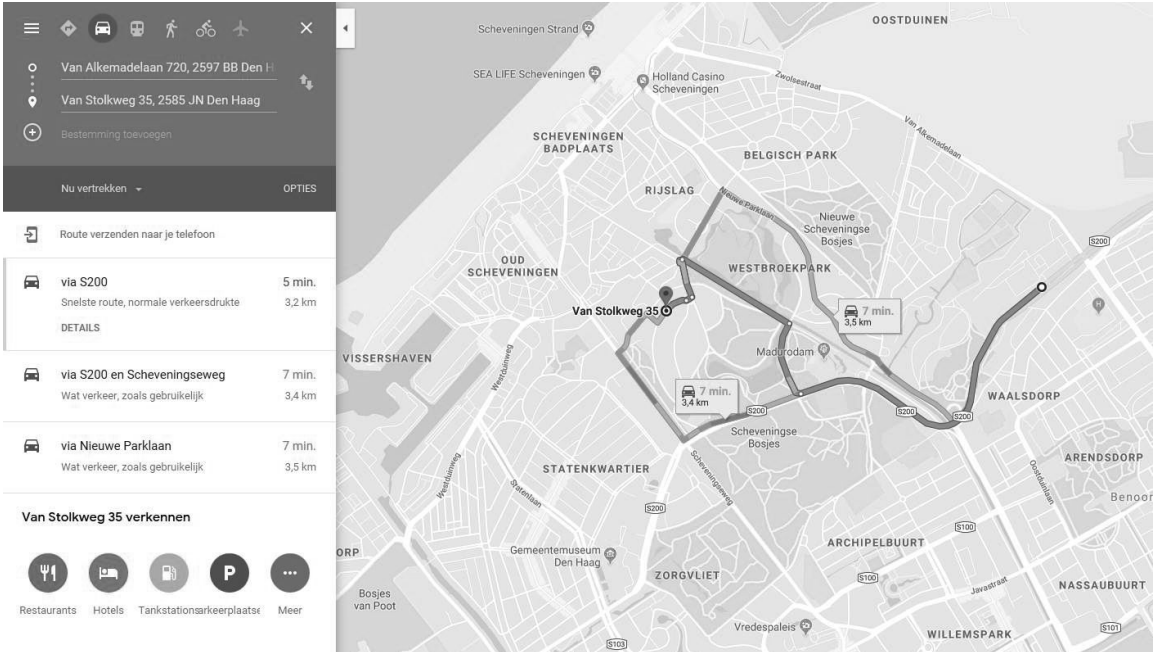 Van Alkemadelaan 720, 2597 BB Den H
Van Stolkweg 35, 2585 JN Den Haag
Bestemming toevoegen
Nu vertrekken
OPTIES
Route verzenden naar je telefoon
via S200
5 min.
Snelste route, normale verkeersdrukte
3,2 km
DETAILS
via S200 en Scheveningseweg
7 min.
Wat verkeer, zoals gebruikelijk
3,4 km
via Nieuwe Parklaan
7 min.
Wat verkeer, zoals gebruikelijk
3,5 km
Van Stolkweg 35 verkennen
P
Restaurants
Hotels
Tankstations
arkeerplaatse
Meer
OOSTDUINEN
Scheveningen Strand
SEA LIFE Scheveningen
Holland Casino
Scheveningen
Zwolsestraat
Van Alkemadelaan
SCHEVENINGEN
BADPLAATS
BELGISCH PARK
RIJSLAG
Nieuwe Parklaan
Nieuwe
Scheveningse
Bosjes
S200
OUD
SCHEVENINGEN
WESTBROEKPARK
H
Van Stolkweg 35
7 min.
3,5 km
VISSERSHAVEN
Westduinweg
Madurodam
7 min.
3,4 km
S200
S200
S200
WAALSDORP
Scheveningse
Bosjes
STATENKWARTIER
Scheveningseweg
Westduinweg
Statenlaan
ARENDSDORP
Oostduinlaan
Benoor
S200
S100
ORP
Gemeentemuseum
Den Haag
ARCHIPELBUURT
ZORGVLIET
S100
Javastraat
NASSAUBUURT
Bosjes
van Poot
Vredespaleis
WILLEMSPARK
S101
S103